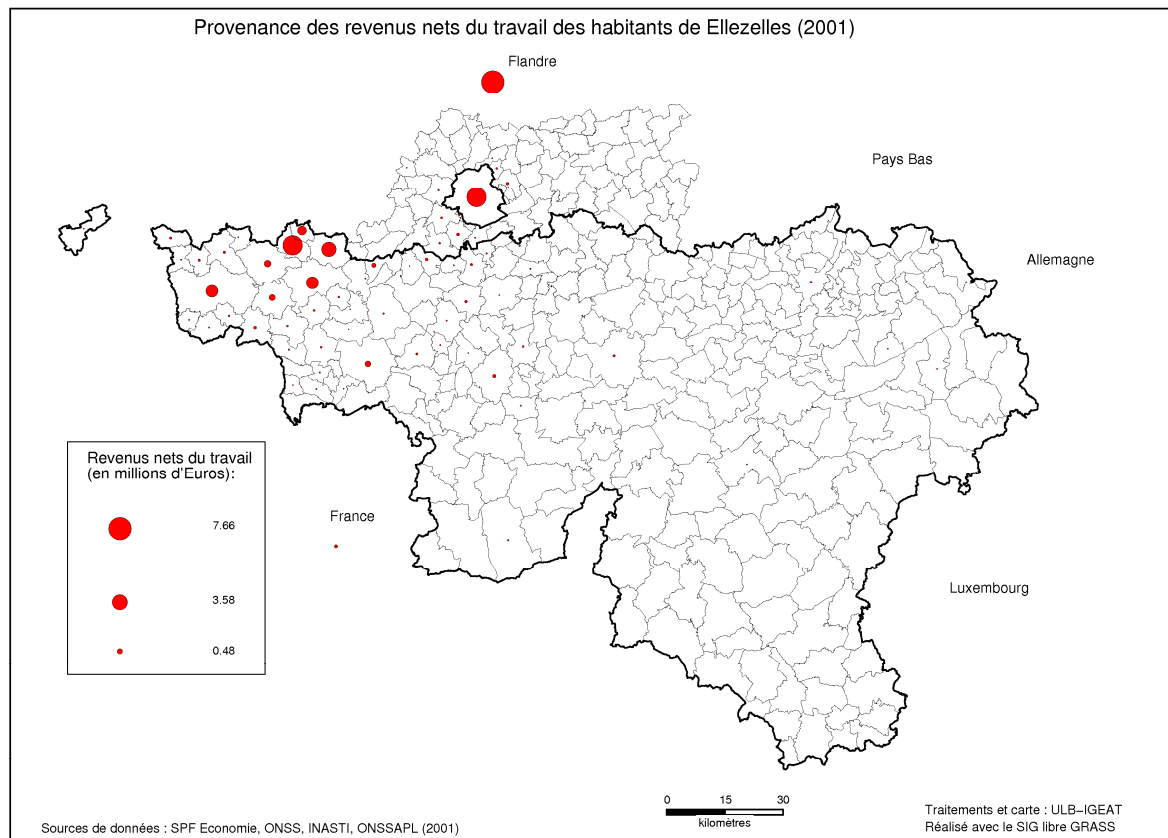 Provenance des revenus nets du travail des habitants de Ellezelles (2001)
Flandre
Pays Bas
Allemagne
Revenus nets du travail
(en millions d'Euros):
7.66
3.58
0.48
France
Luxembourg
0 15 30
kilomètres
Sources de données : SPF Economie, ONSS, INASTI, ONSSAPL (2001)
Traitements et carte : ULB-IGEAT
Réalisé avec le SIG libre GRASS